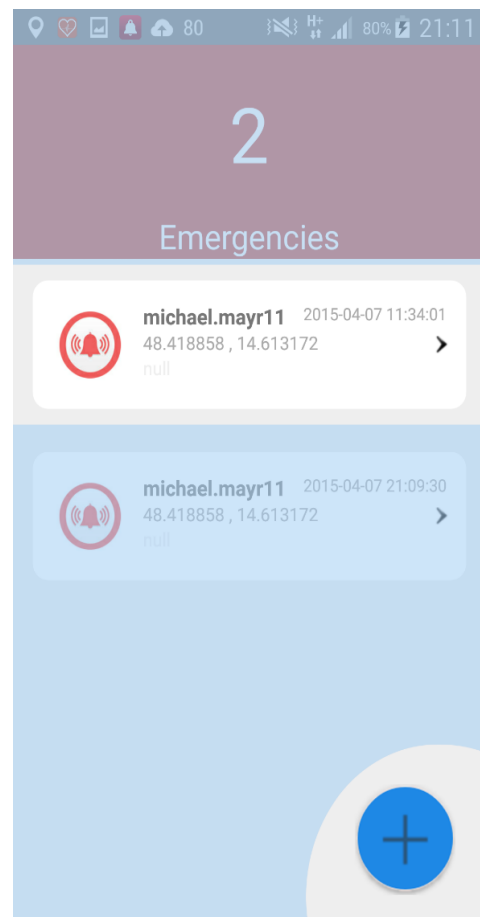 80 H+ 80% 21:11
2
Emergencies
michael.mayr11 2015-04-07 11:34:01
48.418858 , 14.613172
null
michael.mayr11 2015-04-07 21:09:30
48.418858 , 14.613172
null